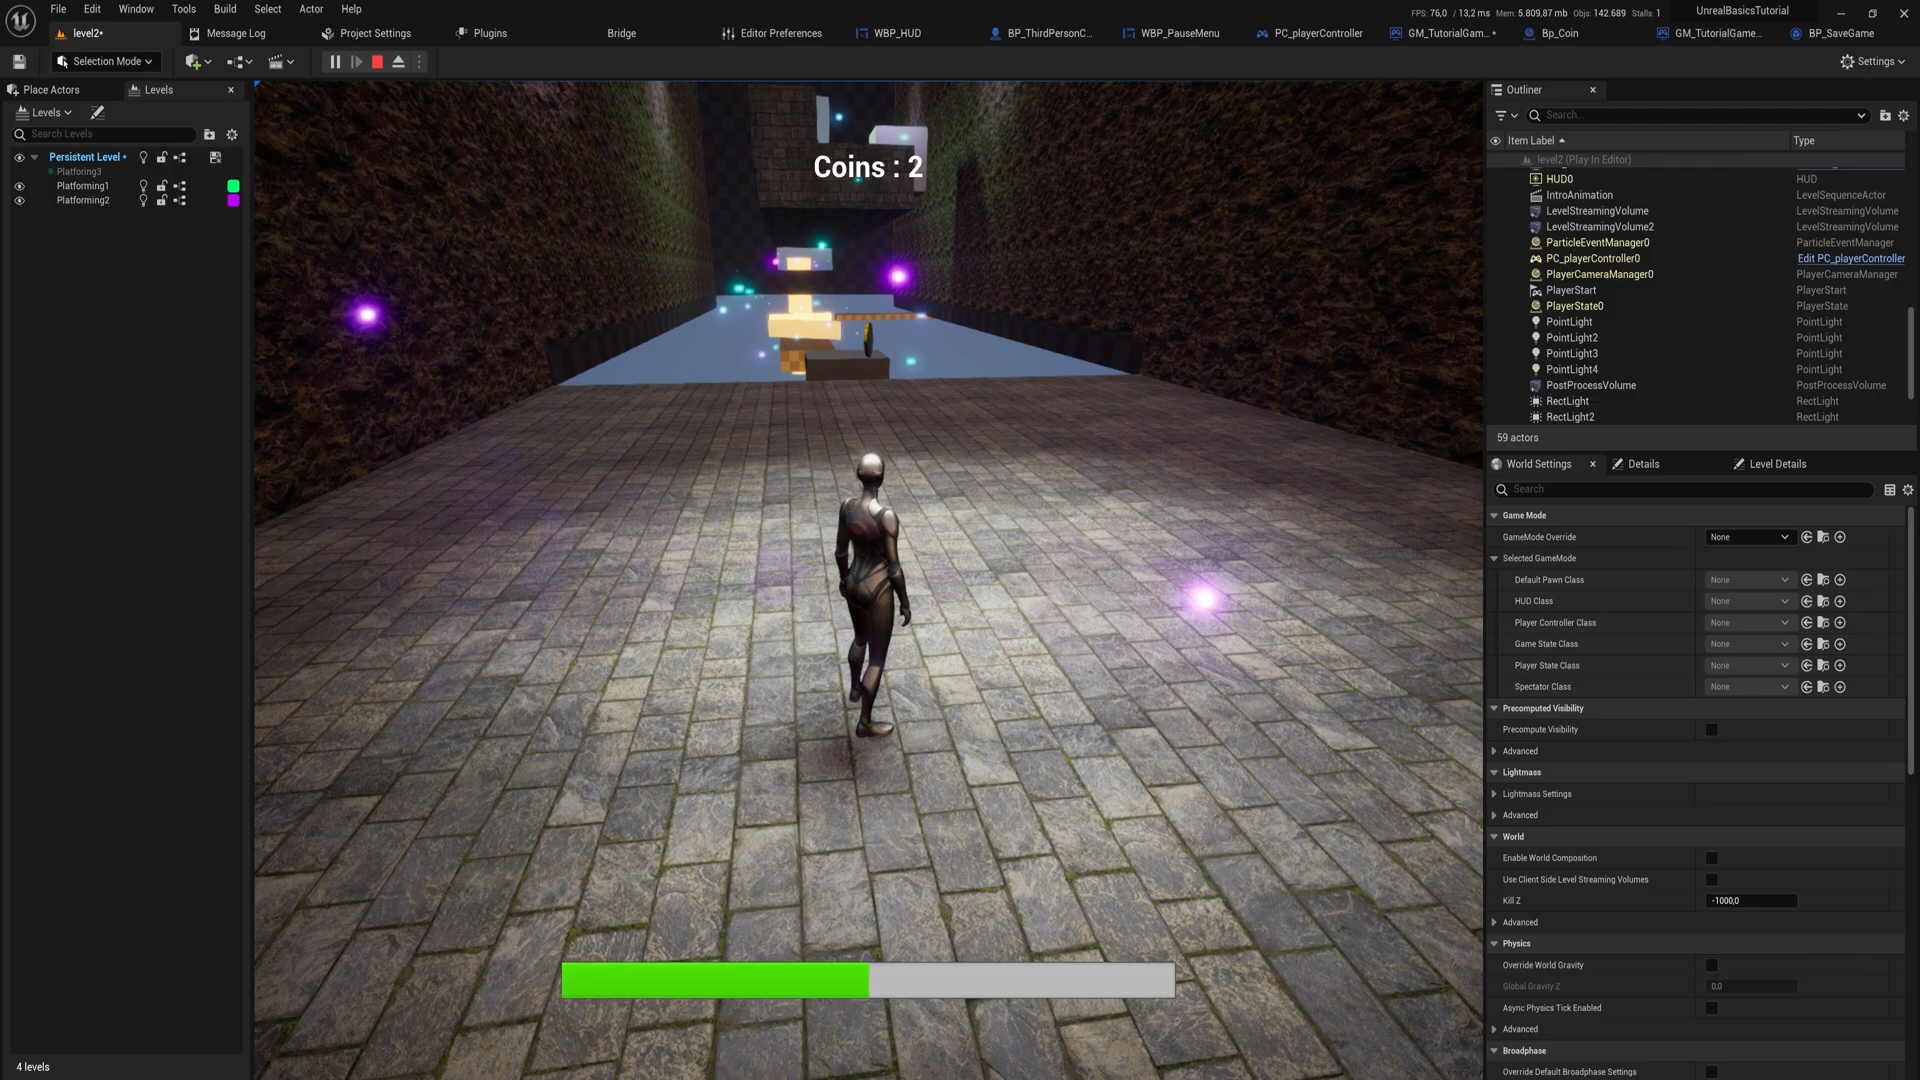 File Edit Window Tools Build Select Actor Help
FPS: 76,0 / 13,2 ms Mem: 5.809,87 mb Objs: 142.689 Stalls: 1
UnrealBasicsTutorial
level2* Message Log Project Settings Plugins Bridge Editor Preferences WBP_HUD BP_ThirdPersonC... WBP_PauseMenu PC_playerController GM_TutorialGam... * Bp_Coin GM_TutorialGame... BP_SaveGame
Selection Mode
Settings
Place Actors Levels
Levels
Search Levels
Persistent Level *
Platforing3
Platforming1
Platforming2
4 levels
Coins : 2
Outliner
Search...
Item Label Type
level2 (Play In Editor)
HUD0 HUD
IntroAnimation LevelSequenceActor
LevelStreamingVolume LevelStreamingVolume
LevelStreamingVolume2 LevelStreamingVolume
ParticleEventManager0 ParticleEventManager
PC_playerController0 Edit PC_playerController
PlayerCameraManager0 PlayerCameraManager
PlayerStart PlayerStart
PlayerState0 PlayerState
PointLight PointLight
PointLight2 PointLight
PointLight3 PointLight
PointLight4 PointLight
PostProcessVolume PostProcessVolume
RectLight RectLight
RectLight2 RectLight
59 actors
World Settings Details Level Details
Search
Game Mode
GameMode Override None
Selected GameMode
Default Pawn Class None
HUD Class None
Player Controller Class None
Game State Class None
Player State Class None
Spectator Class None
Precomputed Visibility
Precompute Visibility
Advanced
Lightmass
Lightmass Settings
Advanced
World
Enable World Composition
Use Client Side Level Streaming Volumes
Kill Z -1000,0
Advanced
Physics
Override World Gravity
Global Gravity Z 0,0
Async Physics Tick Enabled
Advanced
Broadphase
Override Default Broadphase Settings